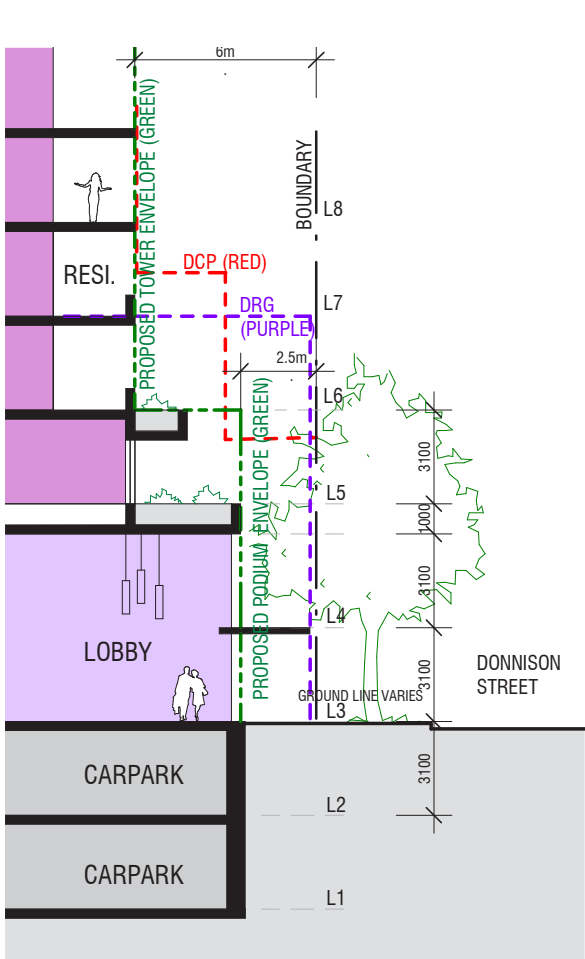 6m
PROPOSED TOWER ENVELOPE (GREEN)
BOUNDARY
L8
RESI.
DCP (RED)
L7
DRG
(PURPLE)
2.5m
L6
PROPOSED PODIUM ENVELOPE (GREEN)
3100
L5
1000
3100
L4
LOBBY
3100
DONNISON
STREET
GROUND LINE VARIES
L3
CARPARK
3100
L2
CARPARK
L1